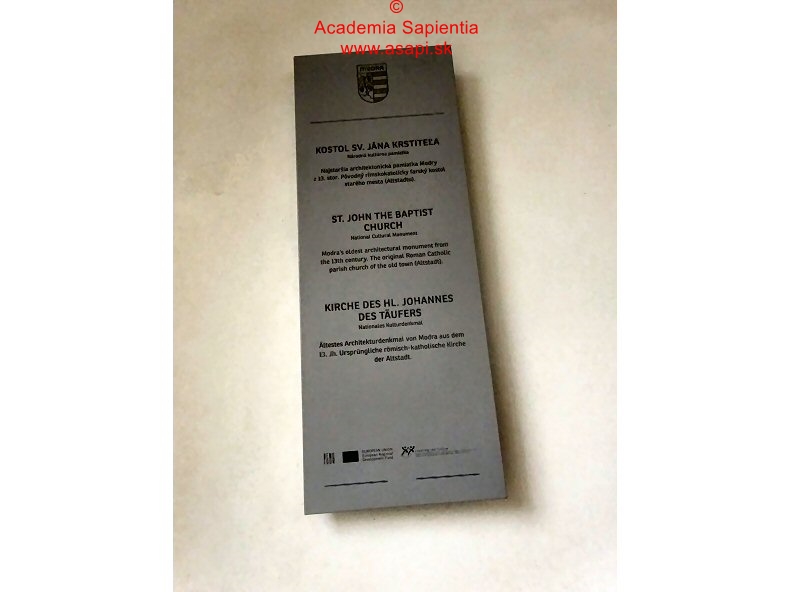 ©
Academia Sapientia
www.asapi.sk
MODRA
KOSTOL SV. JÁNA KRSTITEĽA
Národná kultúrna pamiatka
Najstaršia architektonická pamiatka Modry
z 13. stor. Pôvodný rímskokatolícky farský kostol
starého mesta (Altstadt).
ST. JOHN THE BAPTIST
CHURCH
National Cultural Monument
Modra's oldest architectural monument from
the 13th century. The original Roman Catholic
parish church of the old town (Altstadt).
KIRCHE DES HL. JOHANNES
DES TÄUFERS
Nationales Kulturdenkmal
Ältestes Architekturdenkmal von Modra aus dem
13. Jh. Ursprüngliche römisch-katholische Kirche
der Altstadt.
EUROPEAN UNION
European Regional
Development Fund